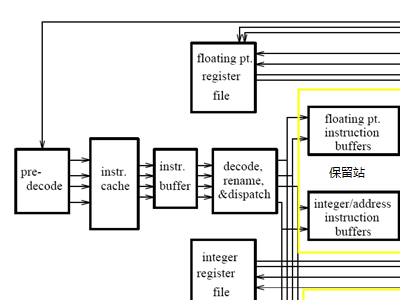 floating pt.
register
file
floating pt.
instruction
buffers
保留站
pre-
decode
instr.
cache
instr.
buffer
decode,
rename,
&dispatch
integer/address
instruction
buffers
integer
register
file